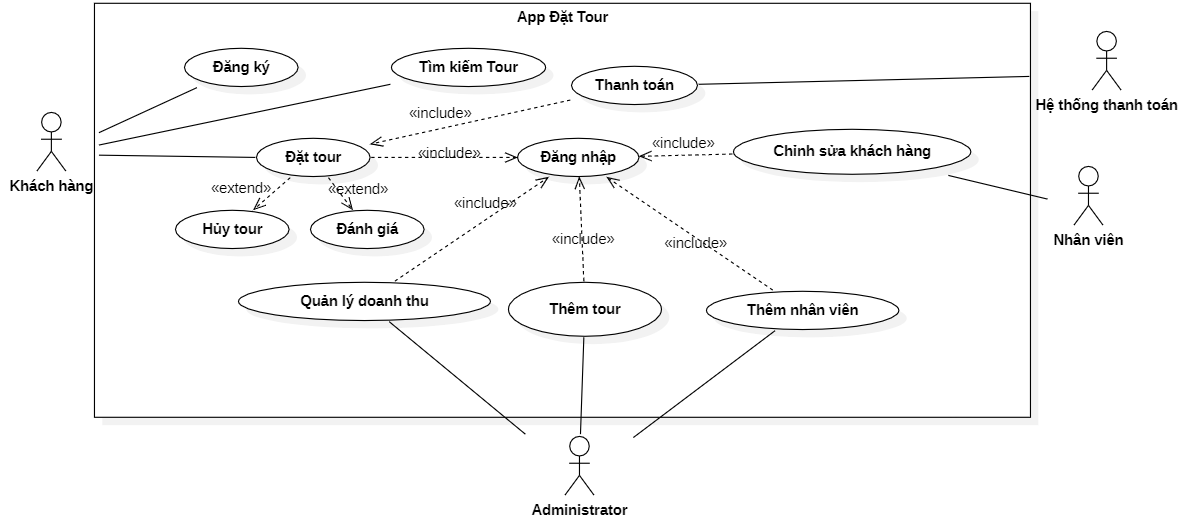 App Đặt Tour
Đăng ký
Tìm kiếm Tour
Thanh toán
Hệ thống thanh toán
«include»
Khách hàng
Đặt tour
«include»
Đăng nhập
«include»
Chỉnh sửa khách hàng
«extend»
«extend»
«include»
Hủy tour
Đánh giá
«include»
«include»
Nhân viên
Quản lý doanh thu
Thêm tour
Thêm nhân viên
Administrator